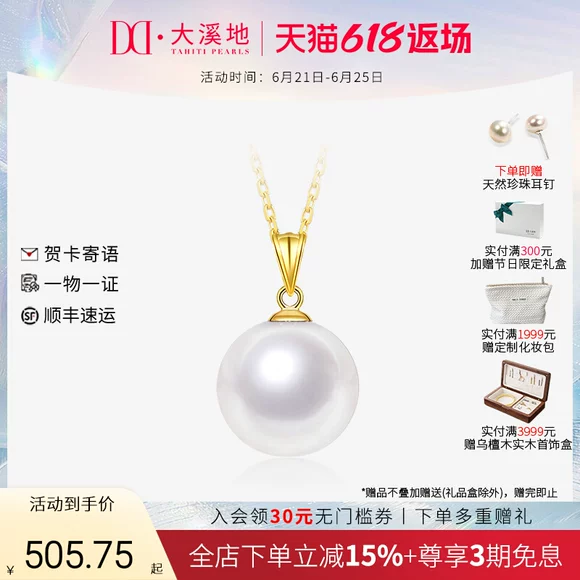 DD·大溪地
TAHITI PEARLS
天猫618返场
活动时间：6月21日-6月25日
下单即赠
天然珍珠耳钉
贺卡寄语
一物一证
SF 顺丰速运
实付满300元
加赠节日限定礼盒
实付满1999元
赠定制化妆包
实付满3999元
赠乌檀木实木首饰盒
*赠品不叠加赠送(礼品盒除外)，赠完即止
活动到手价
¥ 505.75 起
入会领30元无门槛券｜下单多重赠礼
全店下单立减15%+尊享3期免息